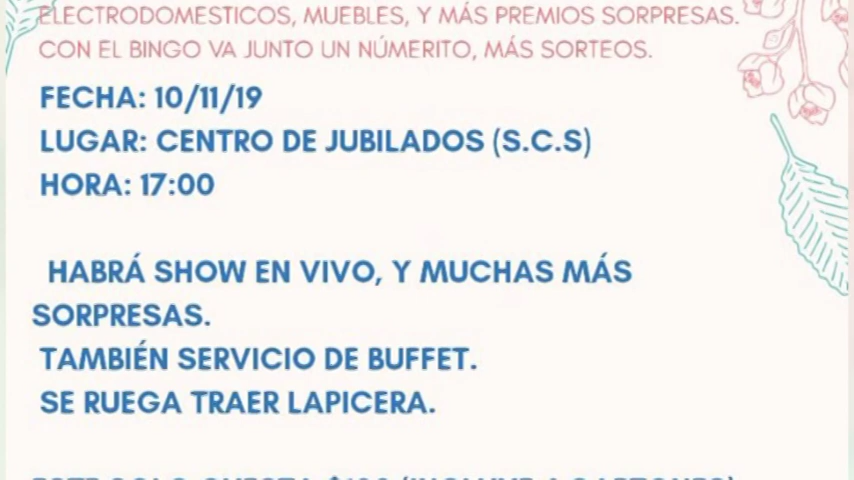 ELECTRODOMESTICOS, MUEBLES, Y MÁS PREMIOS SORPRESAS.
CON EL BINGO VA JUNTO UN NÚMERITO, MÁS SORTEOS.
FECHA: 10/11/19
LUGAR: CENTRO DE JUBILADOS (S.C.S)
HORA: 17:00
HABRÁ SHOW EN VIVO, Y MUCHAS MÁS
SORPRESAS.
TAMBIÉN SERVICIO DE BUFFET.
SE RUEGA TRAER LAPICERA.